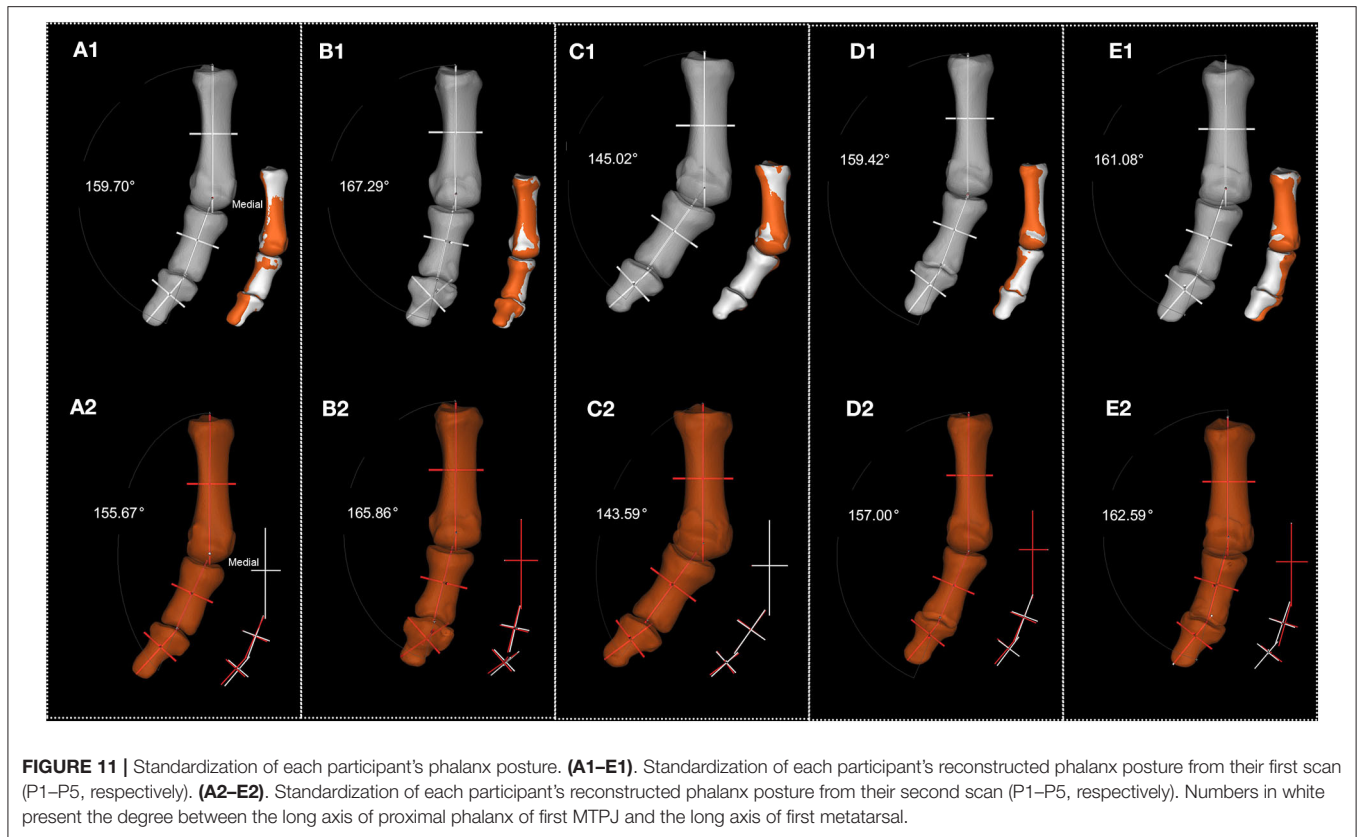 A1
B1
C1
D1
E1
159.70°
Medial
167.29°
145.02°
159.42°
161.08°
A2
B2
C2
D2
E2
155.67°
Medial
165.86°
143.59°
157.00°
162.59°
FIGURE 11 | Standardization of each participant's phalanx posture. (A1–E1). Standardization of each participant's reconstructed phalanx posture from their first scan
(P1–P5, respectively). (A2–E2). Standardization of each participant's reconstructed phalanx posture from their second scan (P1–P5, respectively). Numbers in white
present the degree between the long axis of proximal phalanx of first MTPJ and the long axis of first metatarsal.